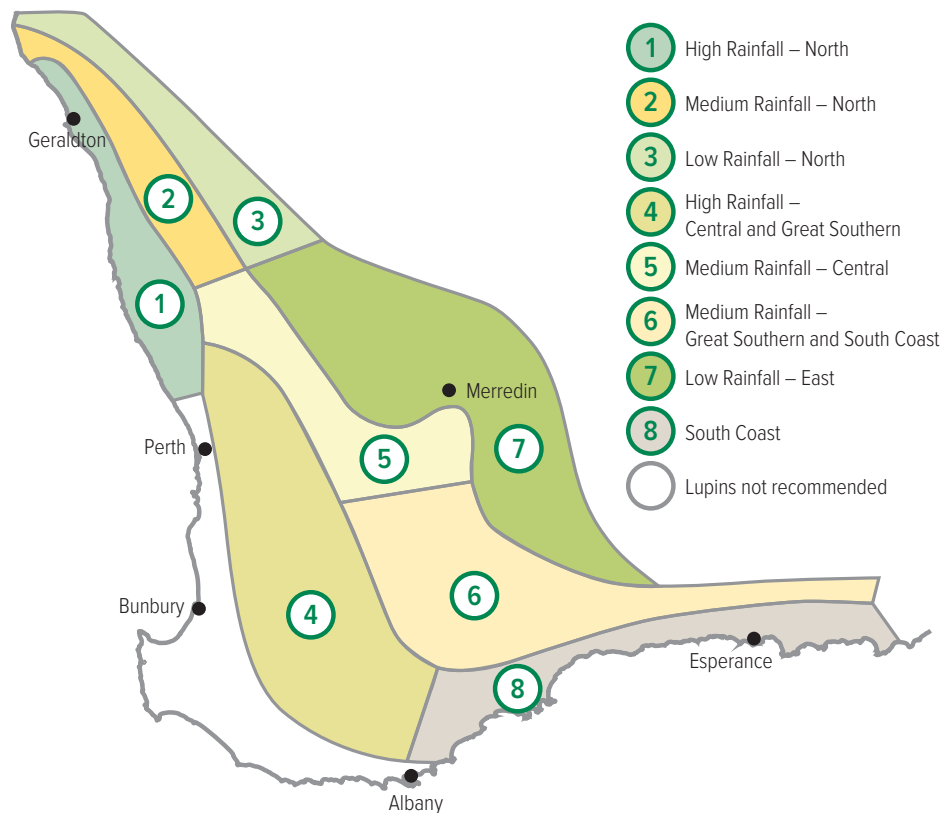 1 High Rainfall – North
2 Medium Rainfall – North
3 Low Rainfall – North
4 High Rainfall –
Central and Great Southern
5 Medium Rainfall – Central
6 Medium Rainfall –
Great Southern and South Coast
7 Low Rainfall – East
8 South Coast
Lupins not recommended
Geraldton
2
3
1
Merredin
Perth
5
7
6
Bunbury
4
Esperance
8
Albany